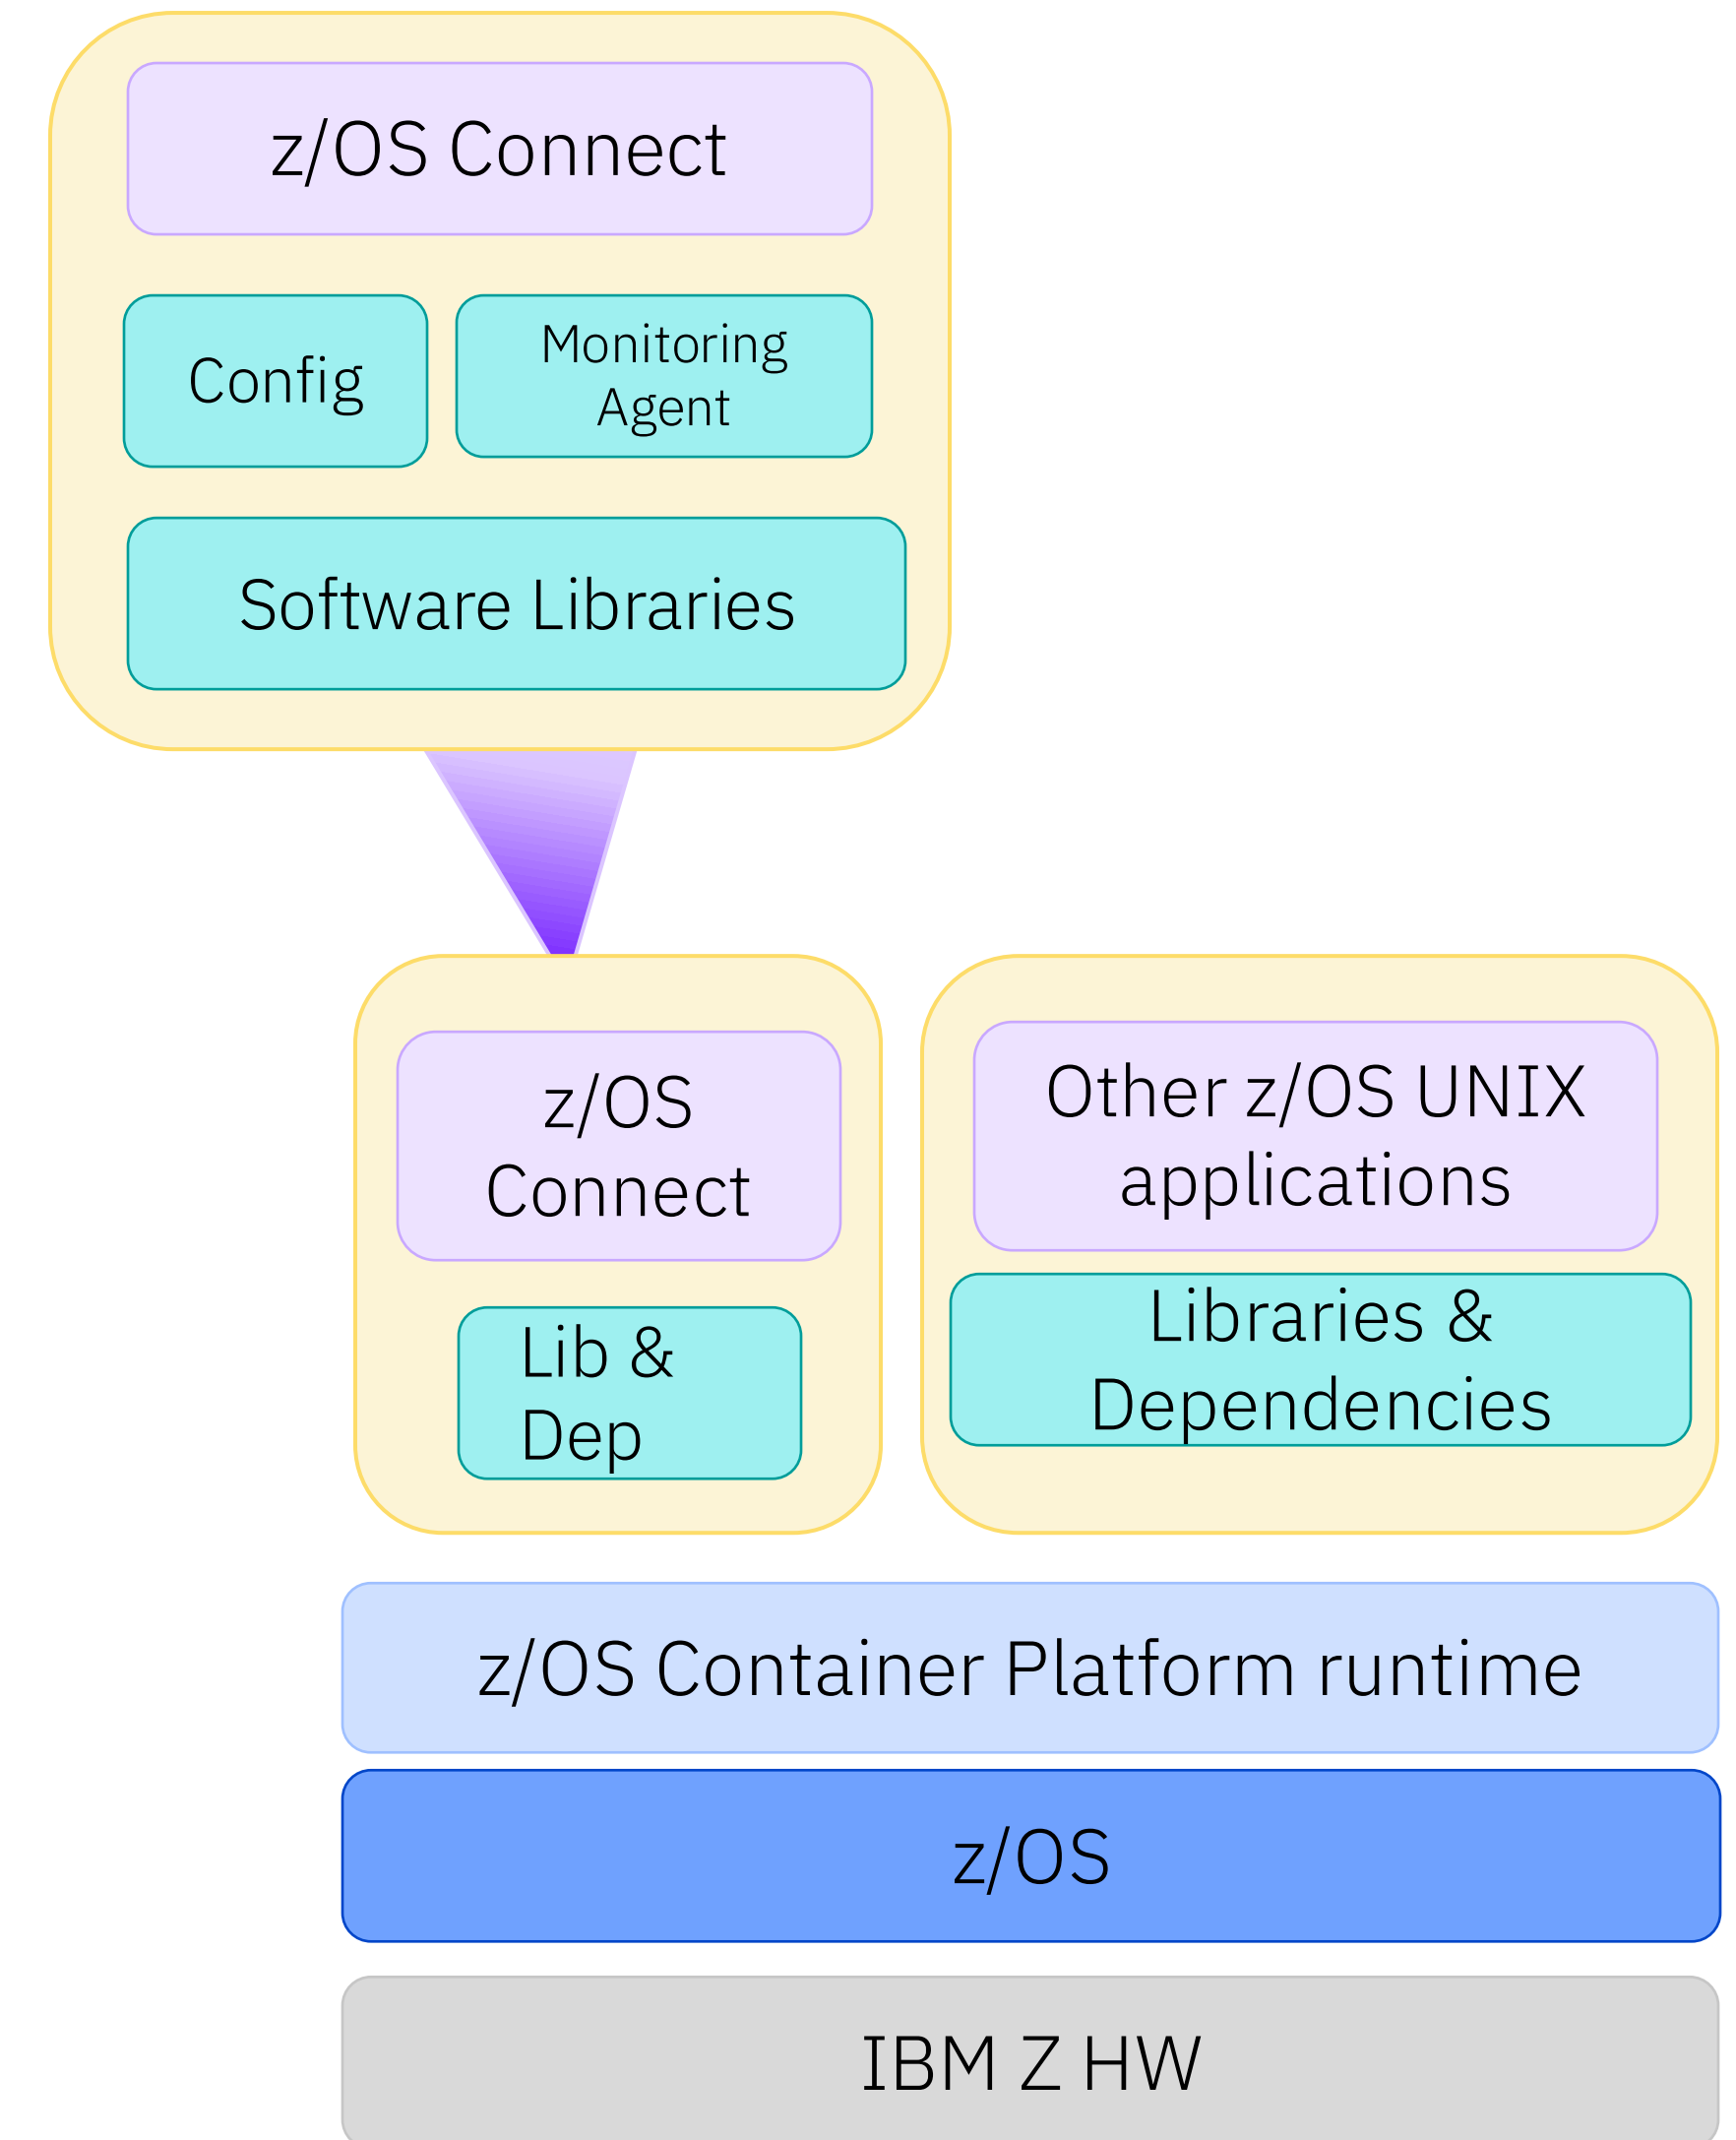 z/OS Connect
Config
Monitoring
Agent
Software Libraries
z/OS
Connect
Lib &
Dep
Other z/OS UNIX
applications
Libraries &
Dependencies
z/OS Container Platform runtime
z/OS
IBM Z HW